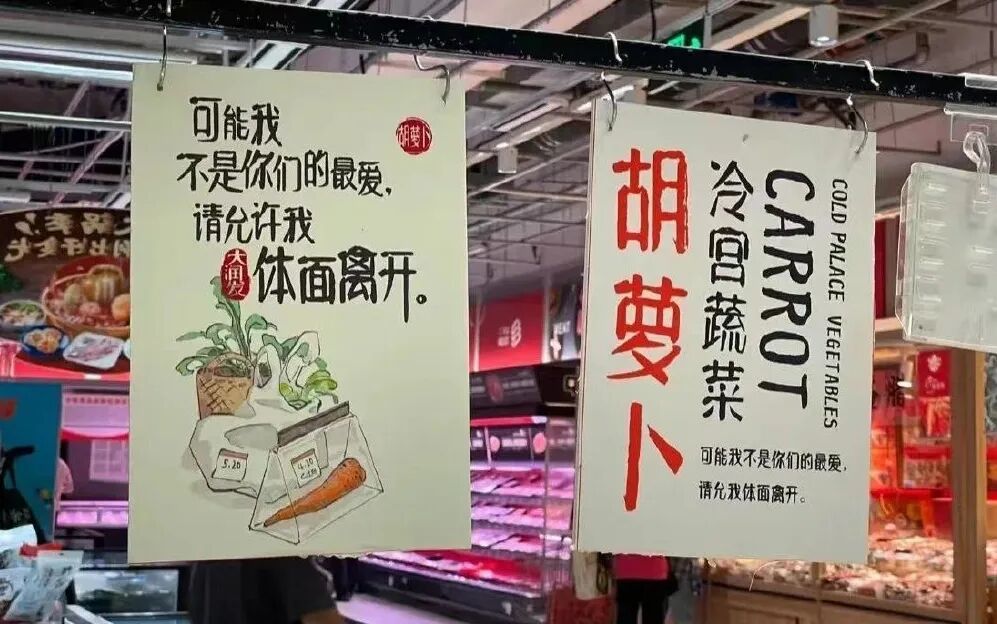 可能我
不是你们的最爱，
请允许我
大润发
体面离开。
胡萝卜
5.20
4.10
胡萝卜
冷宫蔬菜
CARROT
COLD PALACE VEGETABLES
可能我不是你们的最爱，
请允我体面离开。